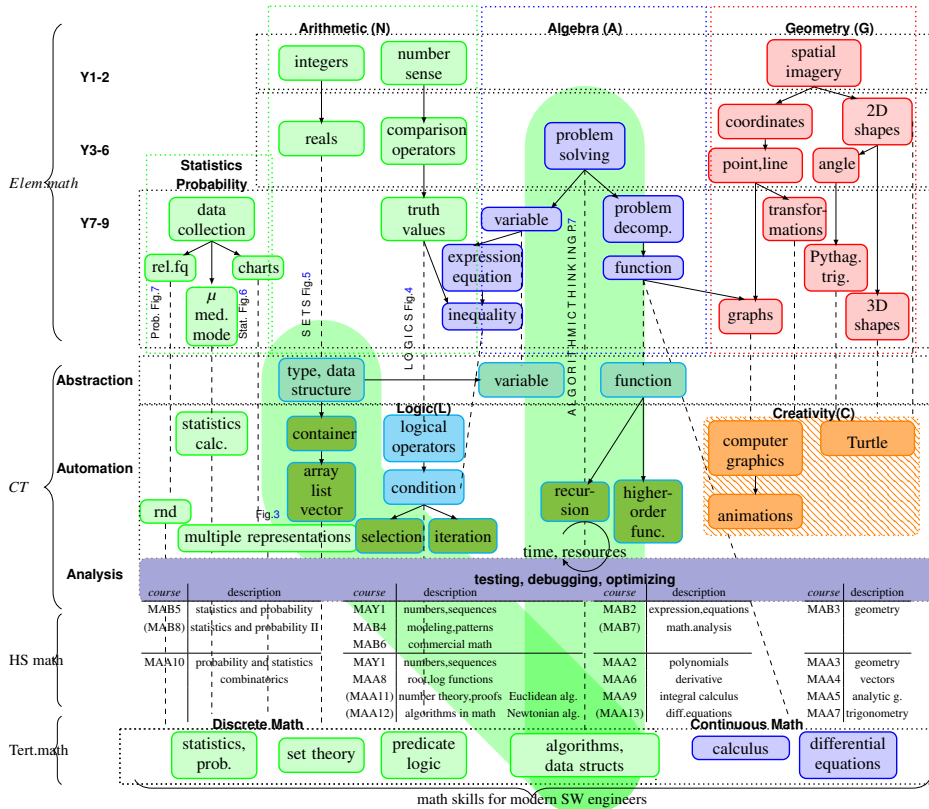 Arithmetic (N)
Algebra (A)
Geometry (G)
Elem.math
Y1-2
integers
number
sense
spatial
imagery
Y3-6
reals
comparison
operators
problem
solving
coordinates
2D
shapes
point,line
angle
Statistics
Probability
Y7-9
data
collection
truth
values
variable
problem
decomp.
transfor-
mations
rel.fq
charts
expression
equation
function
Pythag.
trig.
μ
med.
mode
inequality
graphs
3D
shapes
Prob. Fig.7
Stat. Fig.6
S E T S Fig.5
L O G I C S Fig.4
A L G O R I T H M I C T H I N K I N G P.7
CT
Abstraction
type, data
structure
variable
function
Logic(L)
Creativity(C)
Automation
statistics
calc.
container
logical
operators
computer
graphics
Turtle
array
list
vector
condition
recur-
sion
higher-
order
func.
animations
rnd
Fig.3
multiple representations
selection
iteration
time, resources
Analysis
testing, debugging, optimizing
course description course description course description course description
MAB5 statistics and probability MAY1 numbers,sequences MAB2 expression,equations MAB3 geometry
(MAB8) statistics and probability II MAB4 modeling,patterns (MAB7) math.analysis
MAB6 commercial math
HS math
MAA10 probability and statistics MAY1 numbers,sequences MAA2 polynomials MAA3 geometry
combinatorics MAA8 root,log functions MAA6 derivative MAA4 vectors
(MAA11) number theory,proofs Euclidean alg. MAA9 integral calculus MAA5 analytic g.
(MAA12) algorithms in math Newtonian alg. (MAA13) diff.equations MAA7 trigonometry
Discrete Math
Continuous Math
Tert.math
statistics,
prob.
set theory
predicate
logic
algorithms,
data structs
calculus
differential
equations
math skills for modern SW engineers